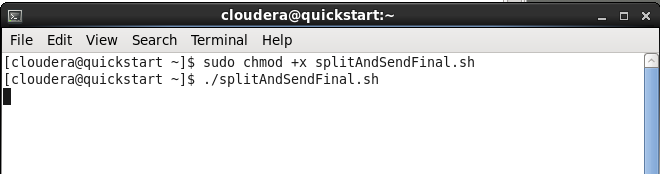 cloudera@quickstart:~
File Edit View Search Terminal Help
[cloudera@quickstart ~]$ sudo chmod +x splitAndSendFinal.sh
[cloudera@quickstart ~]$ ./splitAndSendFinal.sh